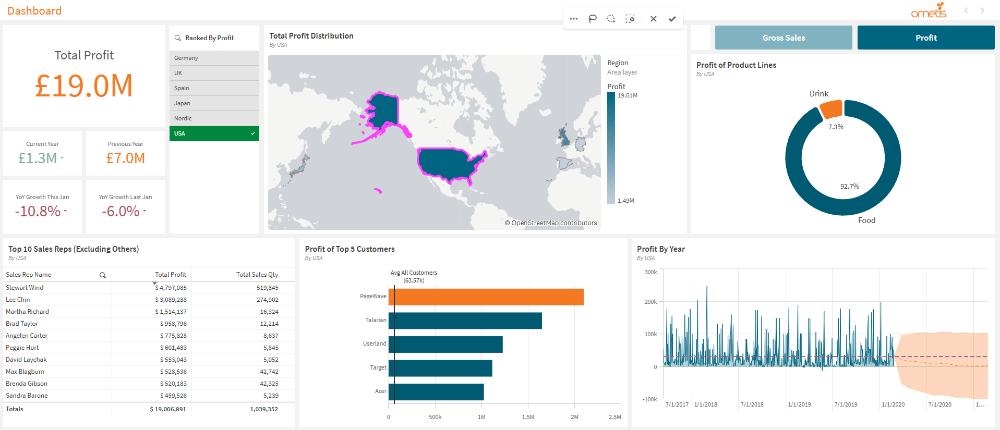 Dashboard
ometis
Total Profit
£19.0M
Current Year
£1.3M
Previous Year
£7.0M
YoY Growth This Jan
-10.8%
YoY Growth Last Jan
-6.0%
Ranked By Profit
Germany
UK
Spain
Japan
Nordic
USA
Total Profit Distribution
By USA
© OpenStreetMap contributors
Region
Area layer
Profit
19.01M
1.49M
Gross Sales
Profit
Profit of Product Lines
By USA
Drink
7.3%
92.7%
Food
Top 10 Sales Reps (Excluding Others)
By USA
Sales Rep Name Total Profit Total Sales Qty
Stewart Wind $ 4,797,085 519,845
Lee Chin $ 3,089,288 274,902
Martha Richard $ 1,514,137 16,324
Brad Taylor $ 958,796 12,214
Angelen Carter $ 775,828 8,637
Peggie Hurt $ 601,483 5,845
David Laychak $ 553,043 5,052
Max Blagburn $ 528,536 42,742
Brenda Gibson $ 520,183 42,325
Sandra Barone $ 459,526 5,239
Totals $ 19,006,891 1,039,352
Profit of Top 5 Customers
By USA
Avg All Customers
(63.57k)
PageWave
Talarian
Userland
Target
Acer
0 500k 1M 1.5M 2M 2.5M
Profit By Year
By USA
300k
200k
100k
0
-100k
7/1/2017 1/1/2018 7/1/2018 1/1/2019 7/1/2019 1/1/2020 7/1/2020 1...